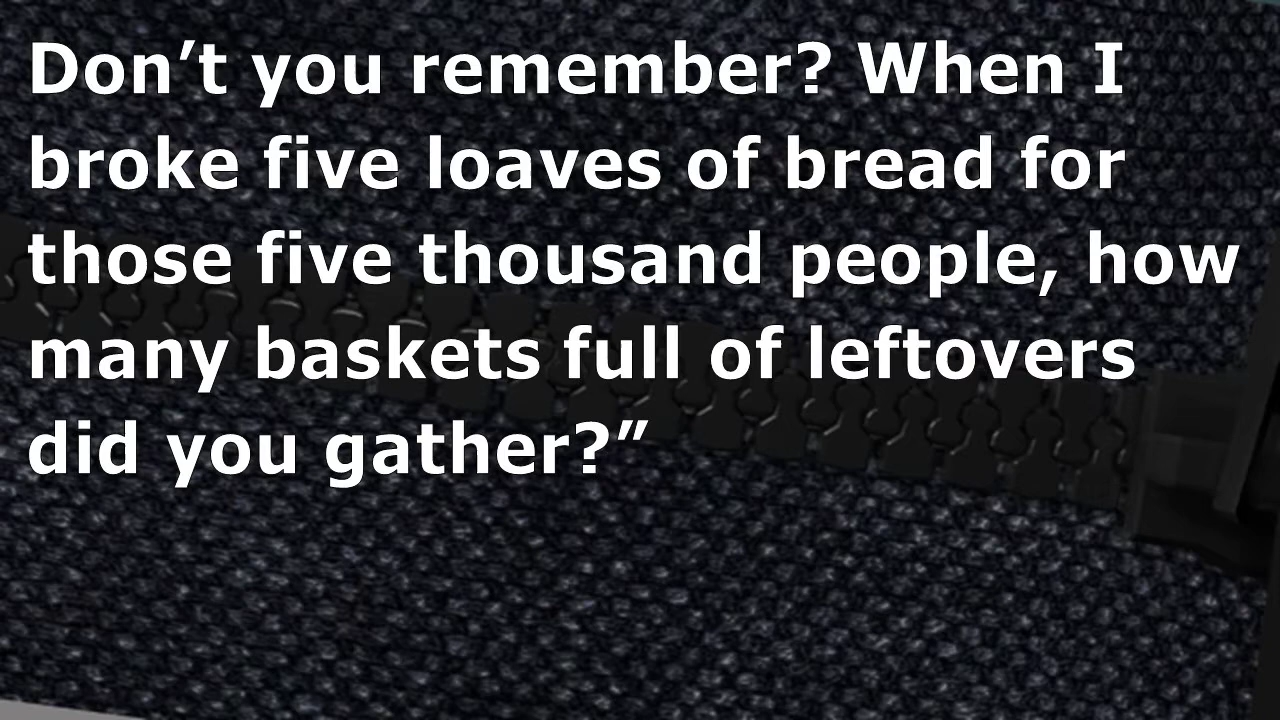 Don’t you remember? When I
broke five loaves of bread for
those five thousand people, how
many baskets full of leftovers
did you gather?”